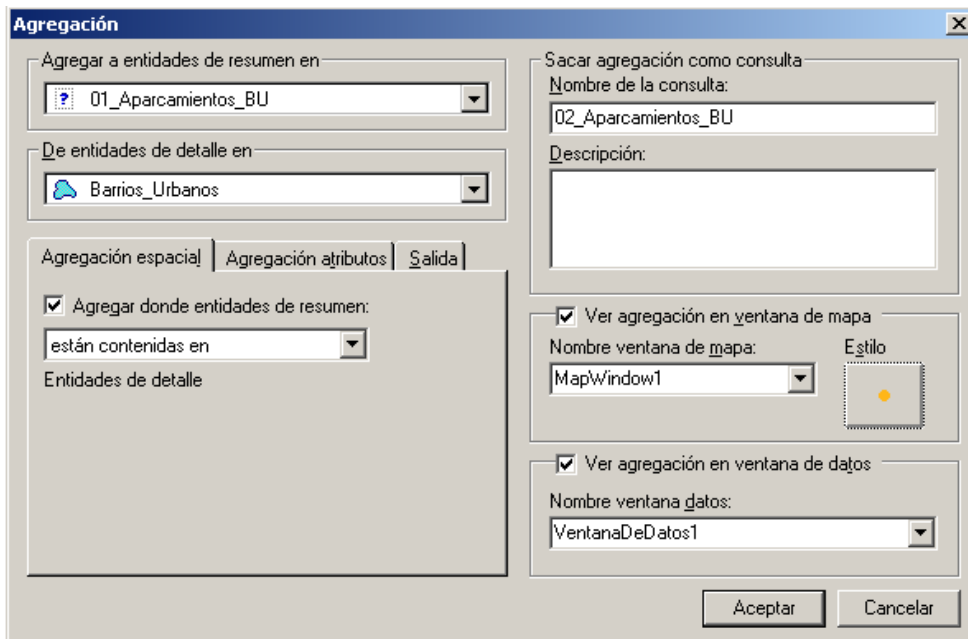 Agregación
Agregar a entidades de resumen en
? 01_Aparcamientos_BU
De entidades de detalle en
Barrios_Urbanos
Agregación espacial Agregación atributos Salida
Agregar donde entidades de resumen:
están contenidas en
Entidades de detalle
Sacar agregación como consulta
Nombre de la consulta:
02_Aparcamientos_BU
Descripción:
Ver agregación en ventana de mapa
Nombre ventana de mapa: Estilo
MapWindow1
Ver agregación en ventana de datos
Nombre ventana datos:
VentanaDeDatos1
Aceptar Cancelar